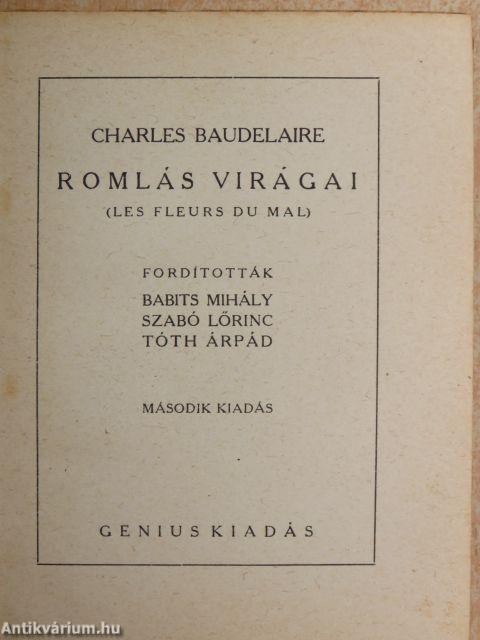 CHARLES BAUDELAIRE
ROMLÁS VIRÁGAI
(LES FLEURS DU MAL)
FORDÍTOTTÁK
BABITS MIHÁLY
SZABÓ LŐRINC
TÓTH ÁRPÁD
MÁSODIK KIADÁS
GENIUS KIADÁS
Antikvárium.hu